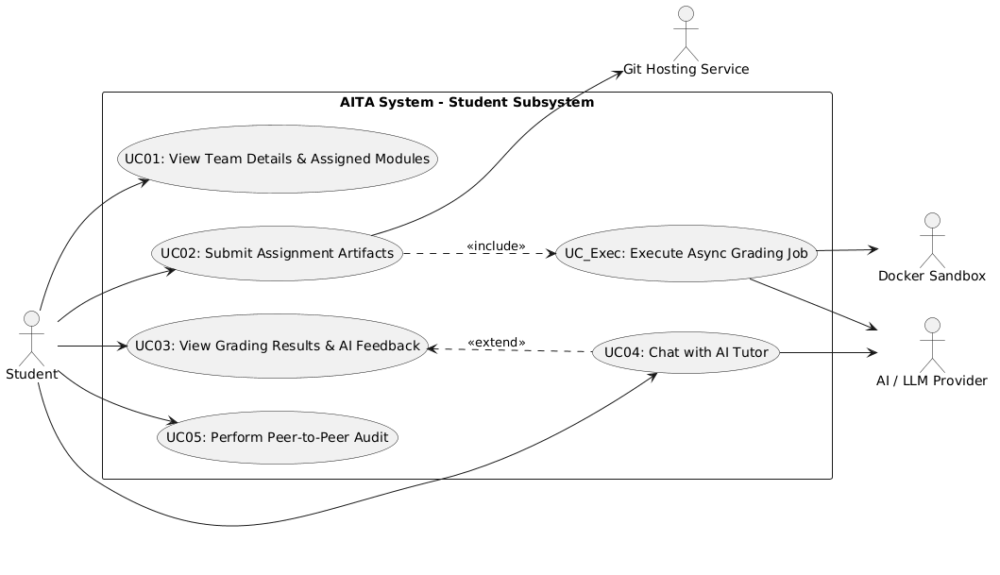 Git Hosting Service
AITA System - Student Subsystem
UC01: View Team Details & Assigned Modules
UC02: Submit Assignment Artifacts
«include»
UC_Exec: Execute Async Grading Job
Docker Sandbox
UC03: View Grading Results & AI Feedback
«extend»
UC04: Chat with AI Tutor
AI / LLM Provider
Student
UC05: Perform Peer-to-Peer Audit